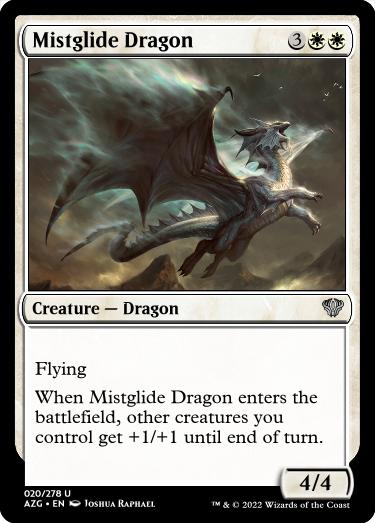 Mistglide Dragon 3
Creature — Dragon
Flying
When Mistglide Dragon enters the
battlefield, other creatures you
control get +1/+1 until end of turn.
4/4
020/278 U
AZG • EN Joshua Raphael
™ & © 2022 Wizards of the Coast